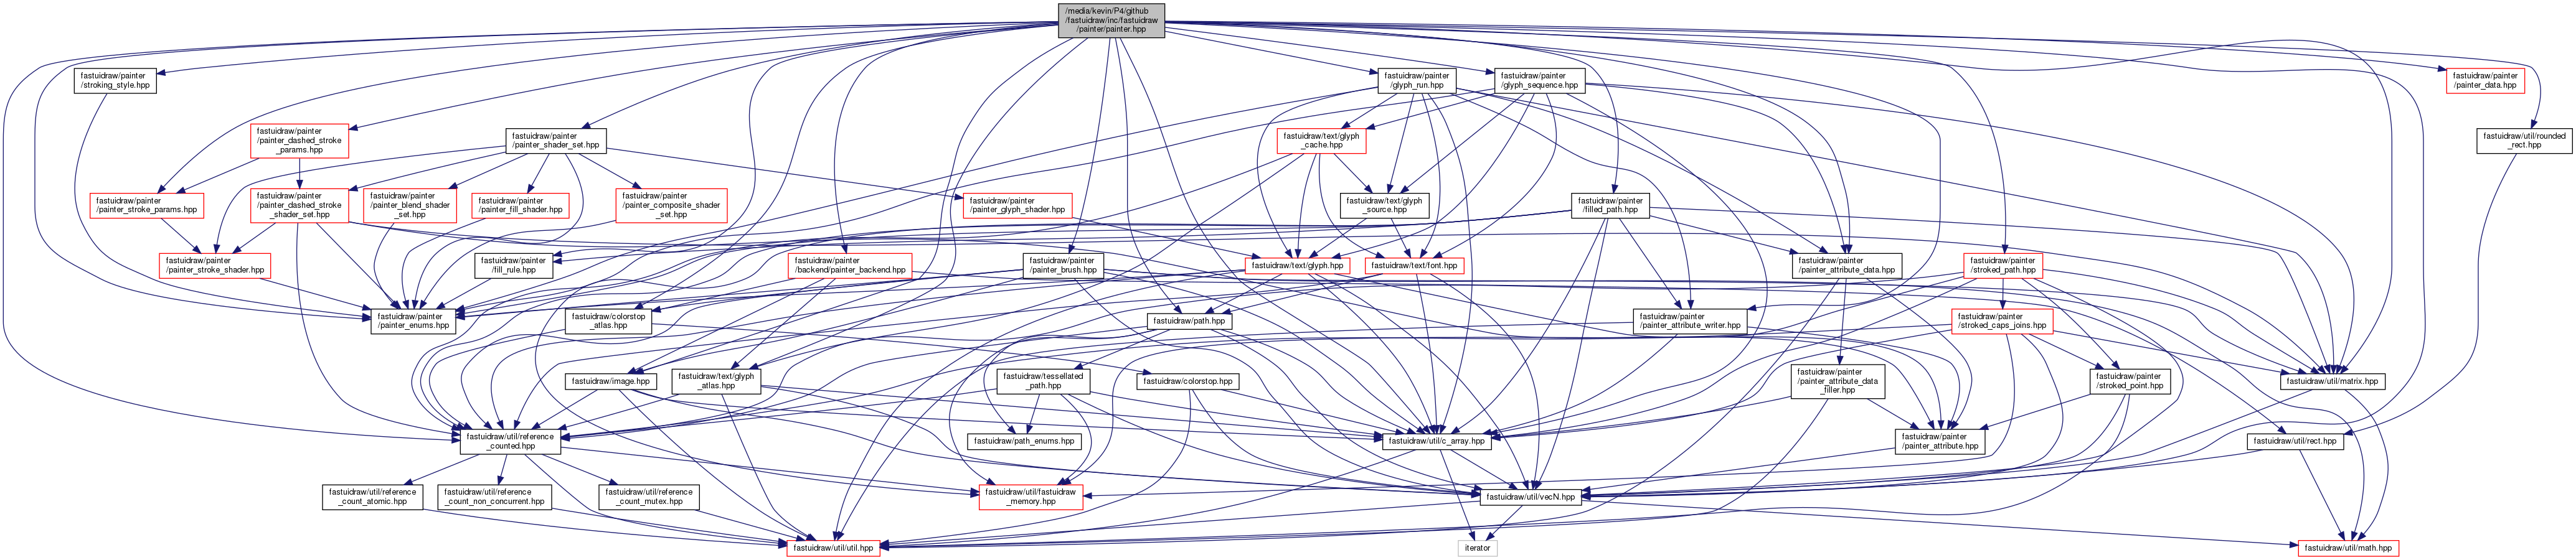 /media/kevin/P4/github
/fastuidraw/inc/fastuidraw
/painter/painter.hpp
fastuidraw/painter
/stroking_style.hpp
fastuidraw/painter
/glyph_run.hpp
fastuidraw/painter
/glyph_sequence.hpp
fastuidraw/painter
/painter_data.hpp
fastuidraw/painter
/painter_dashed_stroke
_params.hpp
fastuidraw/painter
/painter_shader_set.hpp
fastuidraw/text/glyph
_cache.hpp
fastuidraw/util/rounded
_rect.hpp
fastuidraw/painter
/painter_stroke_params.hpp
fastuidraw/painter
/painter_dashed_stroke
_shader_set.hpp
fastuidraw/painter
/painter_blend_shader
_set.hpp
fastuidraw/painter
/painter_fill_shader.hpp
fastuidraw/painter
/painter_composite_shader
_set.hpp
fastuidraw/painter
/painter_glyph_shader.hpp
fastuidraw/text/glyph
_source.hpp
fastuidraw/painter
/filled_path.hpp
fastuidraw/painter
/painter_stroke_shader.hpp
fastuidraw/painter
/fill_rule.hpp
fastuidraw/painter
/backend/painter_backend.hpp
fastuidraw/painter
/painter_brush.hpp
fastuidraw/text/glyph.hpp
fastuidraw/text/font.hpp
fastuidraw/painter
/painter_attribute_data.hpp
fastuidraw/painter
/stroked_path.hpp
fastuidraw/painter
/painter_enums.hpp
fastuidraw/colorstop
_atlas.hpp
fastuidraw/path.hpp
fastuidraw/painter
/painter_attribute_writer.hpp
fastuidraw/painter
/stroked_caps_joins.hpp
fastuidraw/image.hpp
fastuidraw/text/glyph
_atlas.hpp
fastuidraw/tessellated
_path.hpp
fastuidraw/colorstop.hpp
fastuidraw/painter
/painter_attribute_data
_filler.hpp
fastuidraw/painter
/stroked_point.hpp
fastuidraw/util/matrix.hpp
fastuidraw/util/reference
_counted.hpp
fastuidraw/path_enums.hpp
fastuidraw/util/c_array.hpp
fastuidraw/painter
/painter_attribute.hpp
fastuidraw/util/rect.hpp
fastuidraw/util/reference
_count_atomic.hpp
fastuidraw/util/reference
_count_non_concurrent.hpp
fastuidraw/util/reference
_count_mutex.hpp
fastuidraw/util/fastuidraw
_memory.hpp
fastuidraw/util/vecN.hpp
fastuidraw/util/util.hpp
iterator
fastuidraw/util/math.hpp